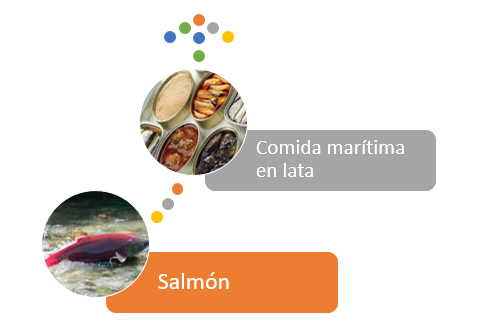 Comida marítima
en lata
Salmón